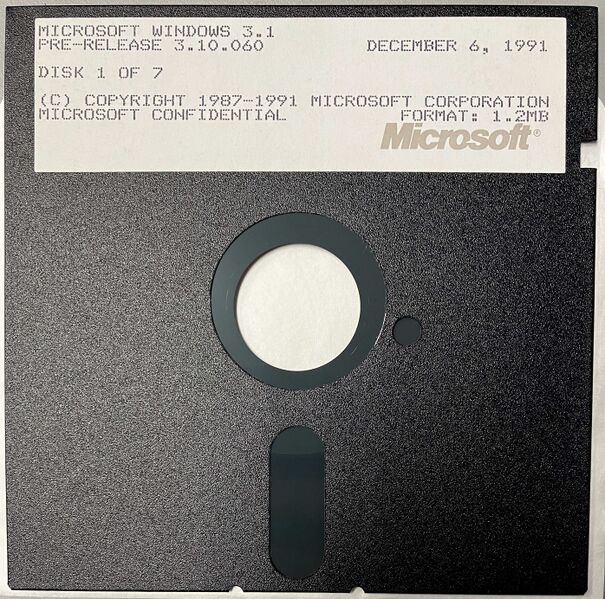 MICROSOFT WINDOWS 3.1
PRE-RELEASE 3.10.060 DECEMBER 6, 1991
DISK 1 OF 7
(C) COPYRIGHT 1987-1991 MICROSOFT CORPORATION
MICROSOFT CONFIDENTIAL FORMAT: 1.2MB
Microsoft®